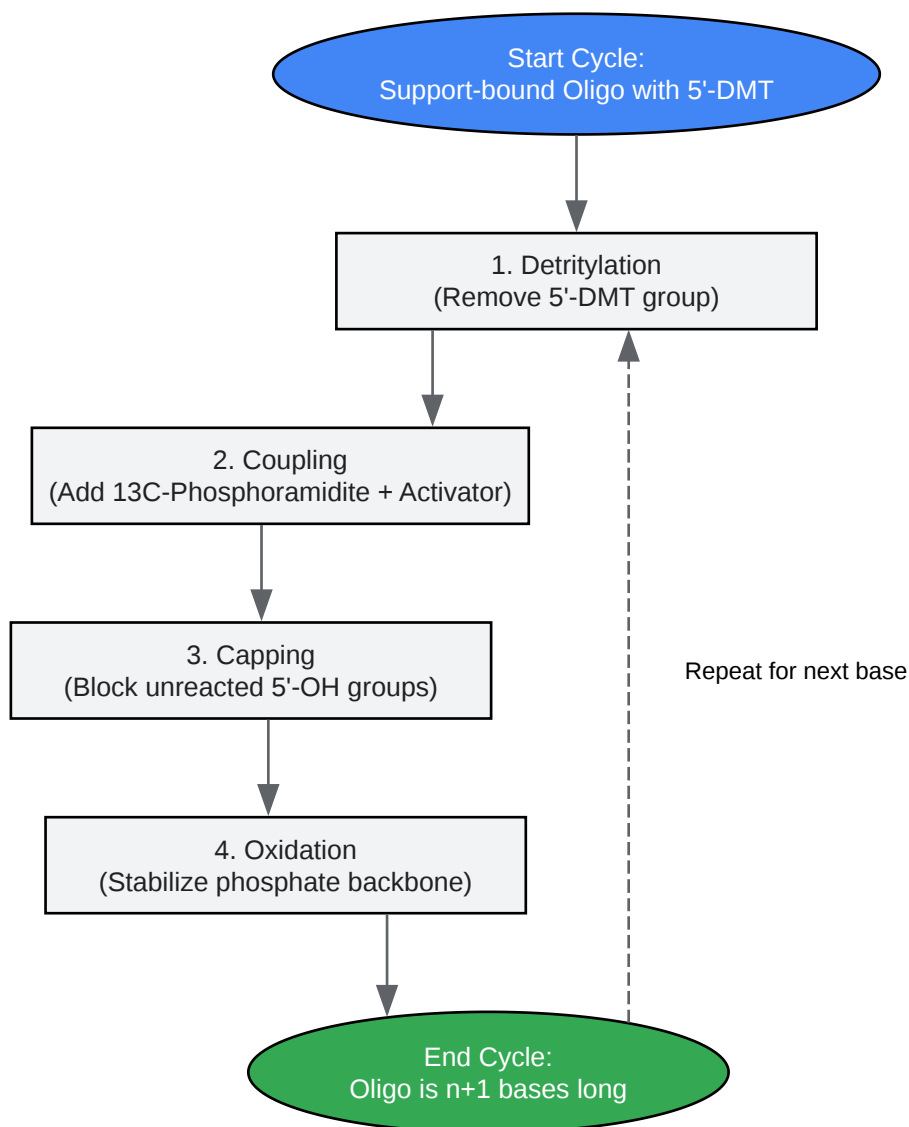 Start Cycle:
Support-bound Oligo with 5'-DMT
1. Detritylation
(Remove 5'-DMT group)
2. Coupling
(Add 13C-Phosphoramidite + Activator)
3. Capping
(Block unreacted 5'-OH groups)
Repeat for next base
4. Oxidation
(Stabilize phosphate backbone)
End Cycle:
Oligo is n+1 bases long